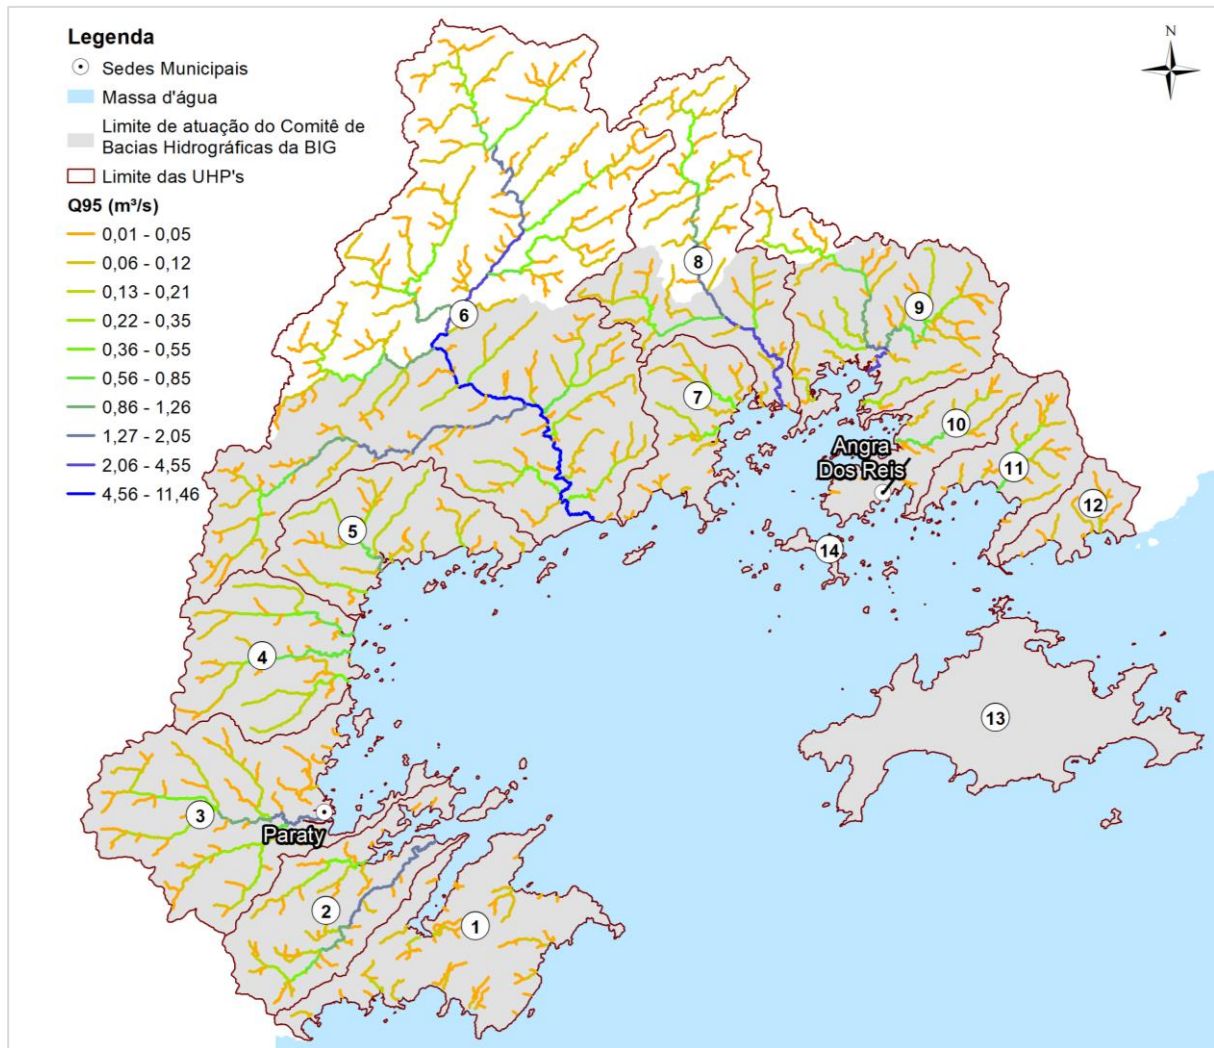 Legenda
Sedes Municipais
Massa d'água
Limite de atuação do Comitê de
Bacias Hidrográficas da BIG
Limite das UHP's
Q95 (m³/s)
0,01 - 0,05
0,06 - 0,12
0,13 - 0,21
0,22 - 0,35
0,36 - 0,55
0,56 - 0,85
0,86 - 1,26
1,27 - 2,05
2,06 - 4,55
4,56 - 11,46
N
8
9
6
7
10
Angra
Dos Reis
11
12
5
14
4
13
3
Paraty
2
1